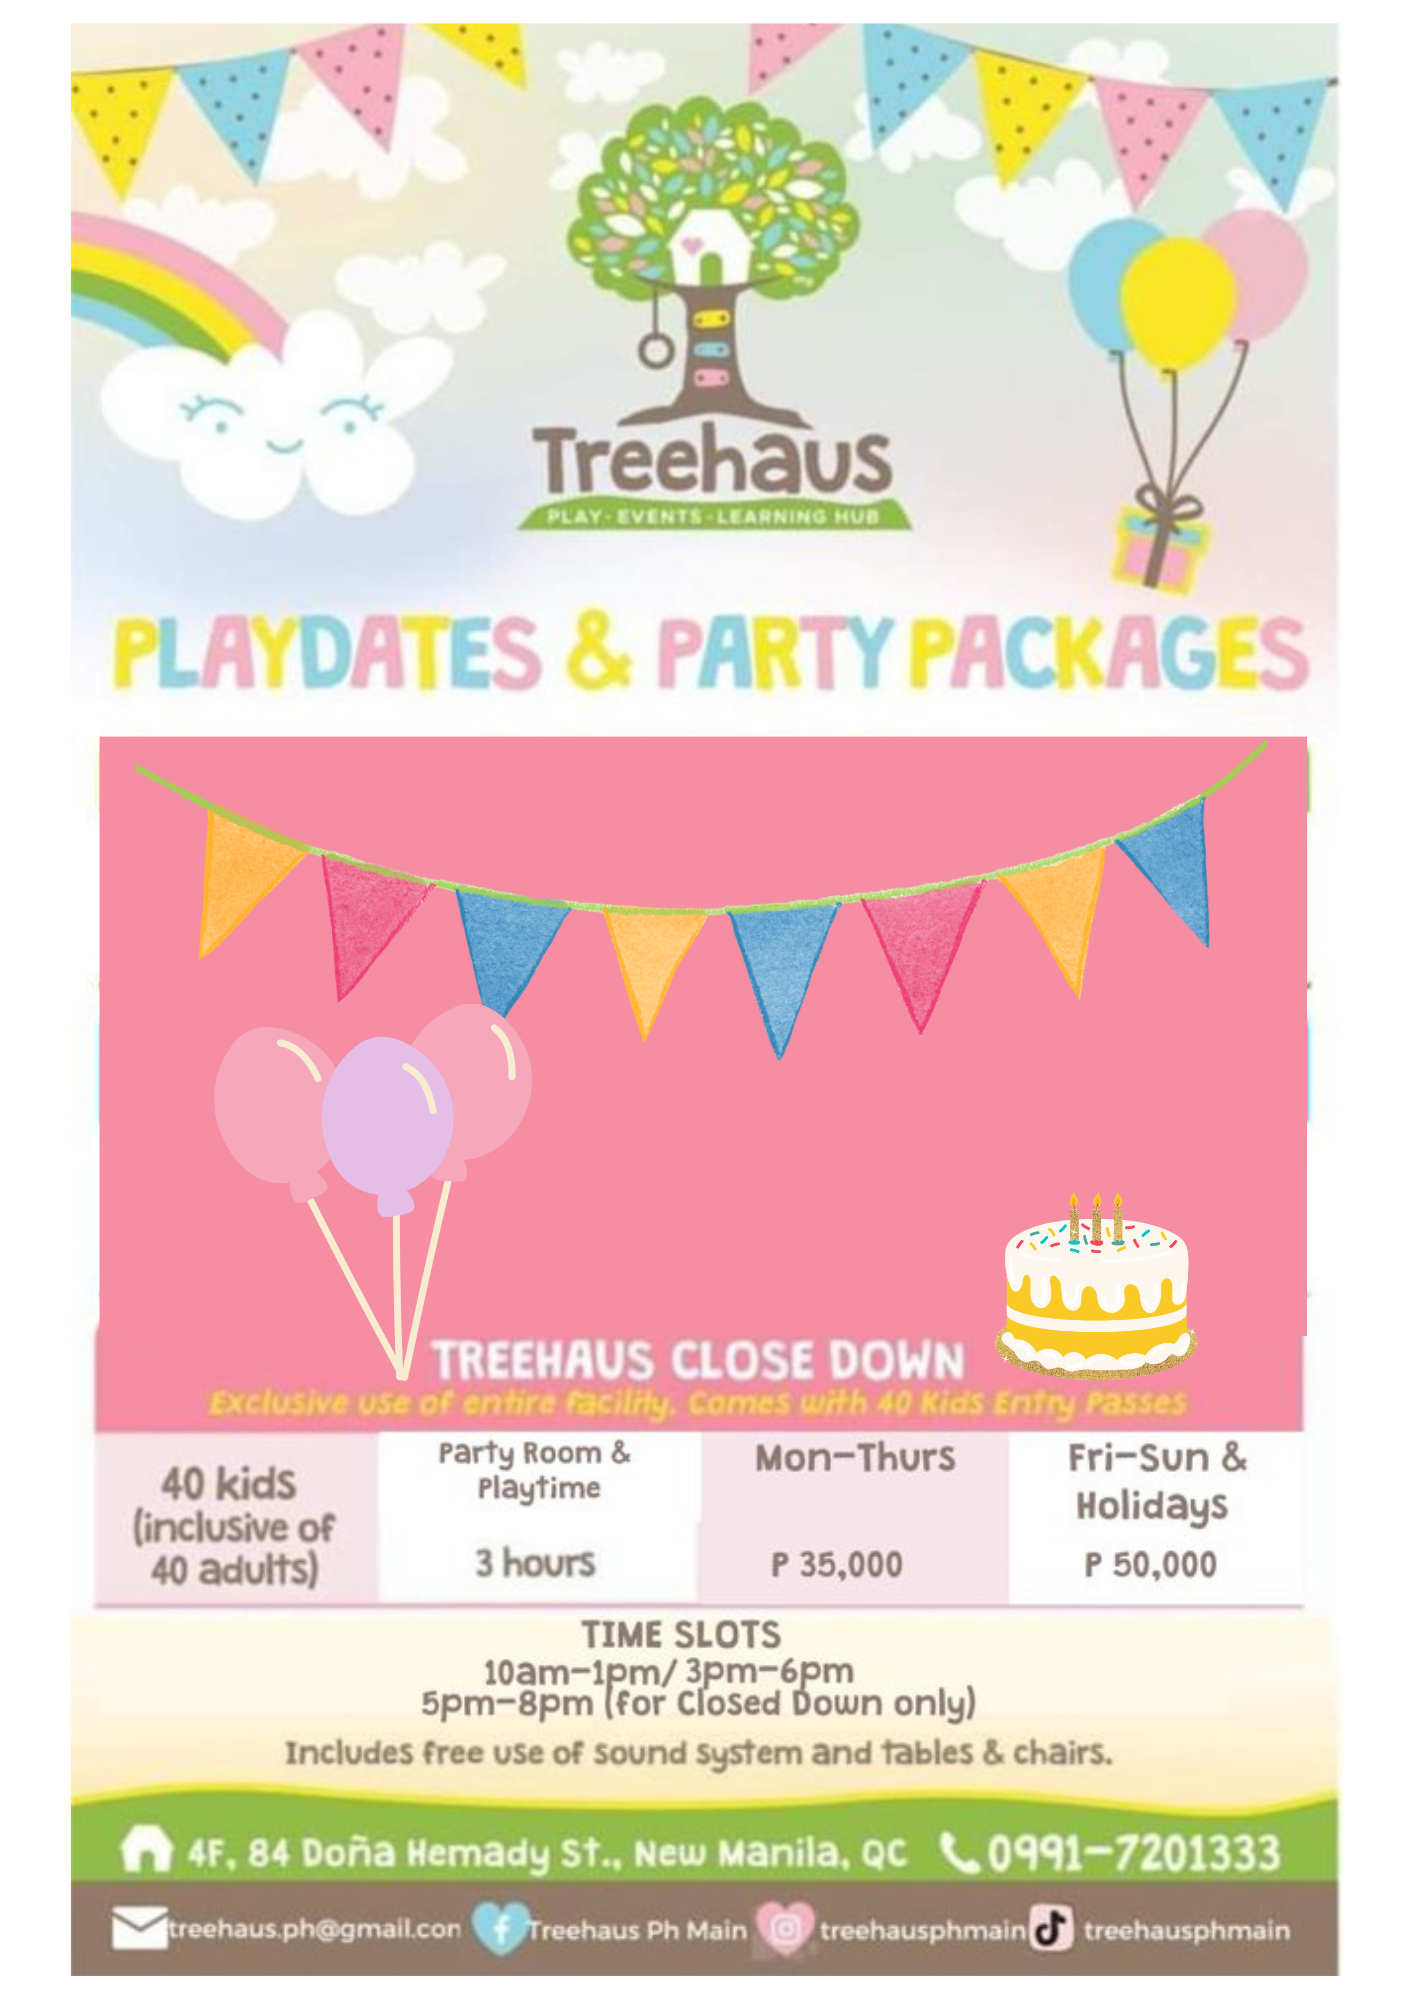 Treehaus
PLAY · EVENTS · LEARNING HUB
PLAYDATES & PARTY PACKAGES
TREEHAUS CLOSE DOWN
Exclusive use of entire facility. Comes with 40 Kids Entry Passes
40 kids
(inclusive of
40 adults)
Party Room &
Playtime
3 hours
Mon-Thurs
P 35,000
Fri-Sun &
Holidays
P 50,000
TIME SLOTS
10am-1pm/ 3pm-6pm
5pm-8pm (for Closed Down only)
Includes free use of sound system and tables & chairs.
4F, 84 Doña Hemady St., New Manila, QC
0991-7201333
treehaus.ph@gmail.con
Treehaus Ph Main
treehausphmain
treehausphmain